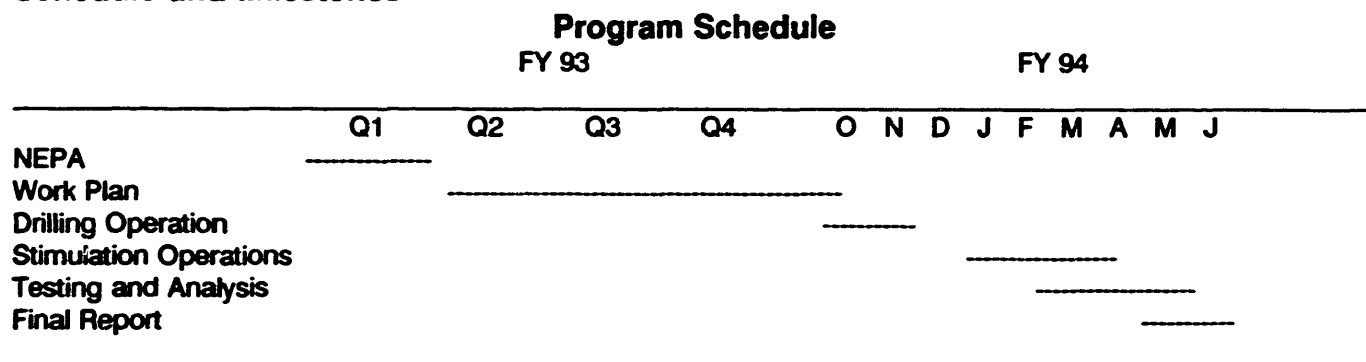 Program Schedule
FY 93 FY 94
Q1 Q2 Q3 Q4 O N D J F M A M J
NEPA
Work Plan
Drilling Operation
Stimulation Operations
Testing and Analysis
Final Report